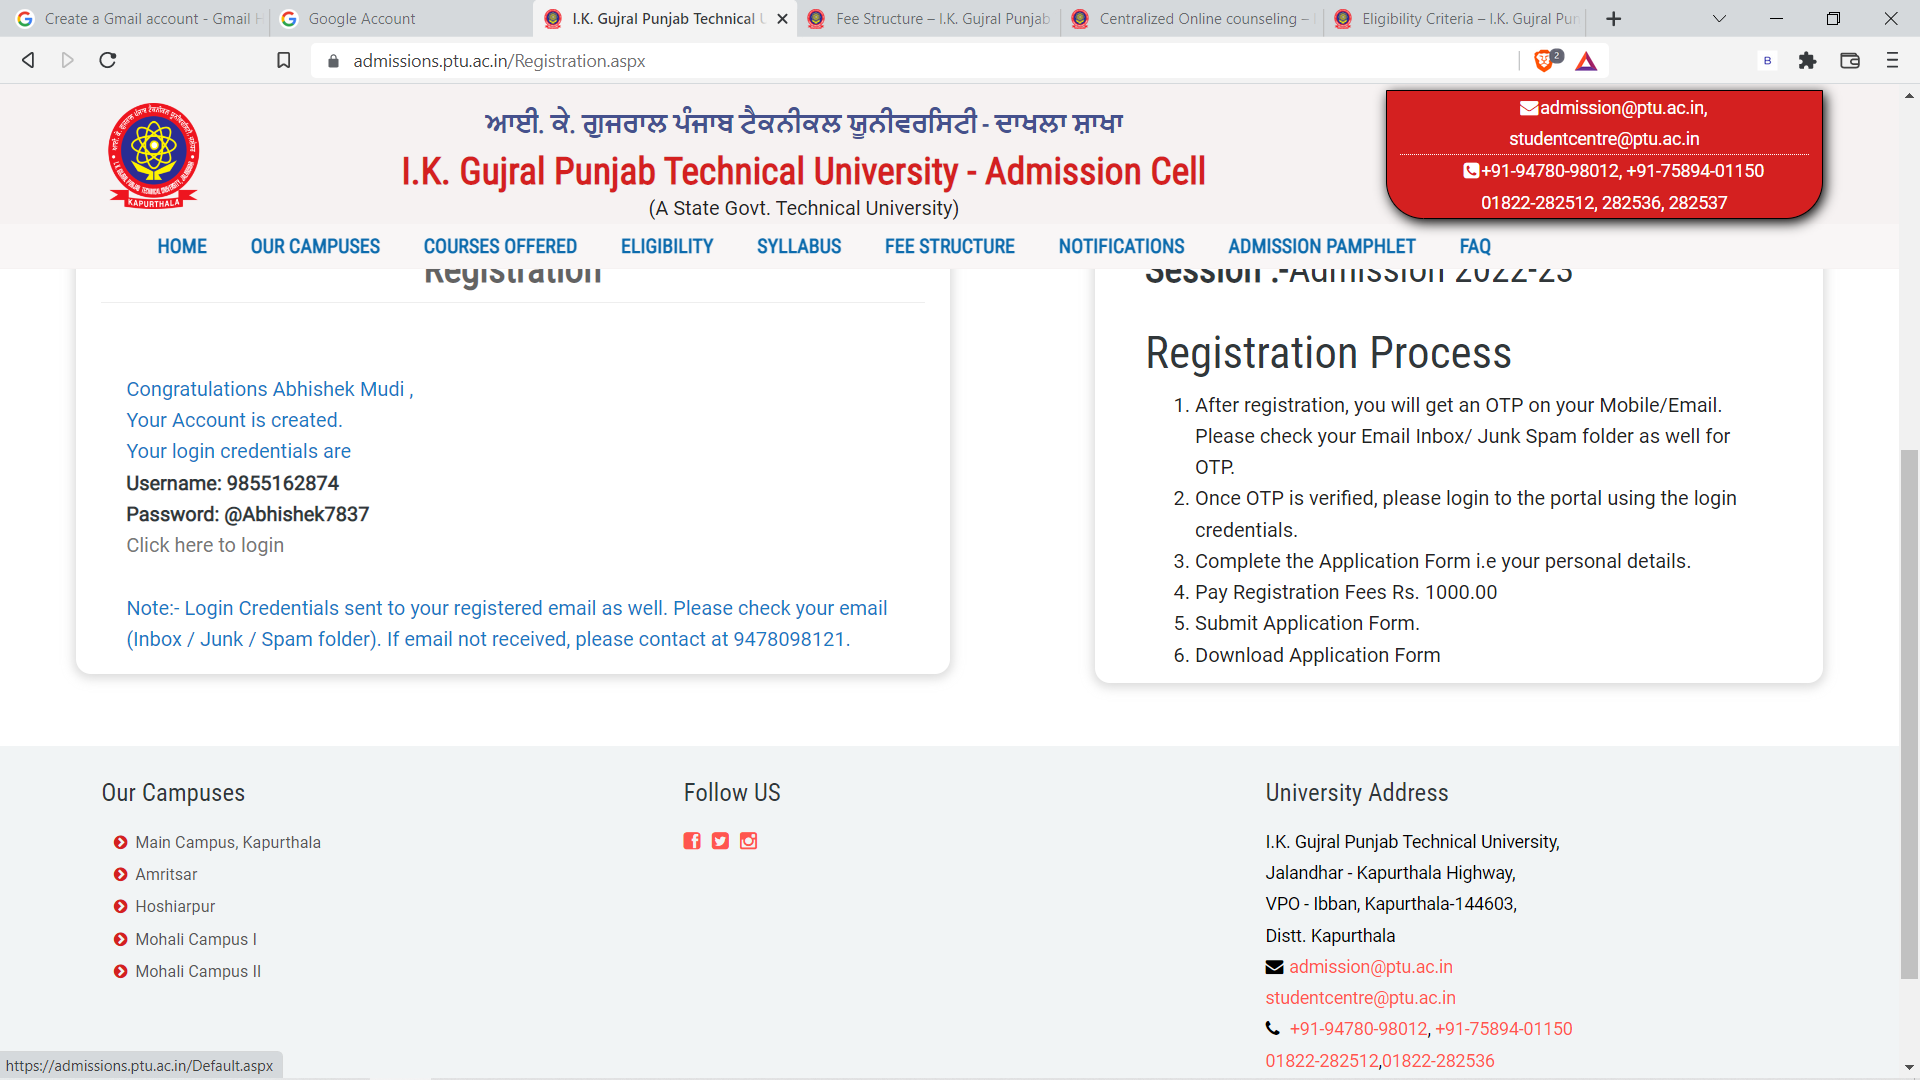 Create a Gmail account - Gmail H
Google Account
I.K. Gujral Punjab Technical U
Fee Structure – I.K. Gujral Punjab
Centralized Online counseling –
Eligibility Criteria – I.K. Gujral Pun
admissions.ptu.ac.in/Registration.aspx
2
B
ਆਈ. ਕੇ. ਗੁਜਰਾਲ ਪੰਜਾਬ ਟੈਕਨੀਕਲ ਯੂਨੀਵਰਸਿਟੀ - ਦਾਖਲਾ ਸ਼ਾਖਾ
I.K. Gujral Punjab Technical University - Admission Cell
(A State Govt. Technical University)
KAPURTHALA
admission@ptu.ac.in,
studentcentre@ptu.ac.in
+91-94780-98012, +91-75894-01150
01822-282512, 282536, 282537
HOME OUR CAMPUSES COURSES OFFERED ELIGIBILITY SYLLABUS FEE STRUCTURE NOTIFICATIONS ADMISSION PAMPHLET FAQ
Registration
Congratulations Abhishek Mudi ,
Your Account is created.
Your login credentials are
Username: 9855162874
Password: @Abhishek7837
Click here to login
Note:- Login Credentials sent to your registered email as well. Please check your email
(Inbox / Junk / Spam folder). If email not received, please contact at 9478098121.
Session :-Admission 2022-23
Registration Process
1. After registration, you will get an OTP on your Mobile/Email.
Please check your Email Inbox/ Junk Spam folder as well for
OTP.
2. Once OTP is verified, please login to the portal using the login
credentials.
3. Complete the Application Form i.e your personal details.
4. Pay Registration Fees Rs. 1000.00
5. Submit Application Form.
6. Download Application Form
Our Campuses
Main Campus, Kapurthala
Amritsar
Hoshiarpur
Mohali Campus I
Mohali Campus II
Follow US
University Address
I.K. Gujral Punjab Technical University,
Jalandhar - Kapurthala Highway,
VPO - Ibban, Kapurthala-144603,
Distt. Kapurthala
admission@ptu.ac.in
studentcentre@ptu.ac.in
+91-94780-98012, +91-75894-01150
01822-282512,01822-282536
https://admissions.ptu.ac.in/Default.aspx